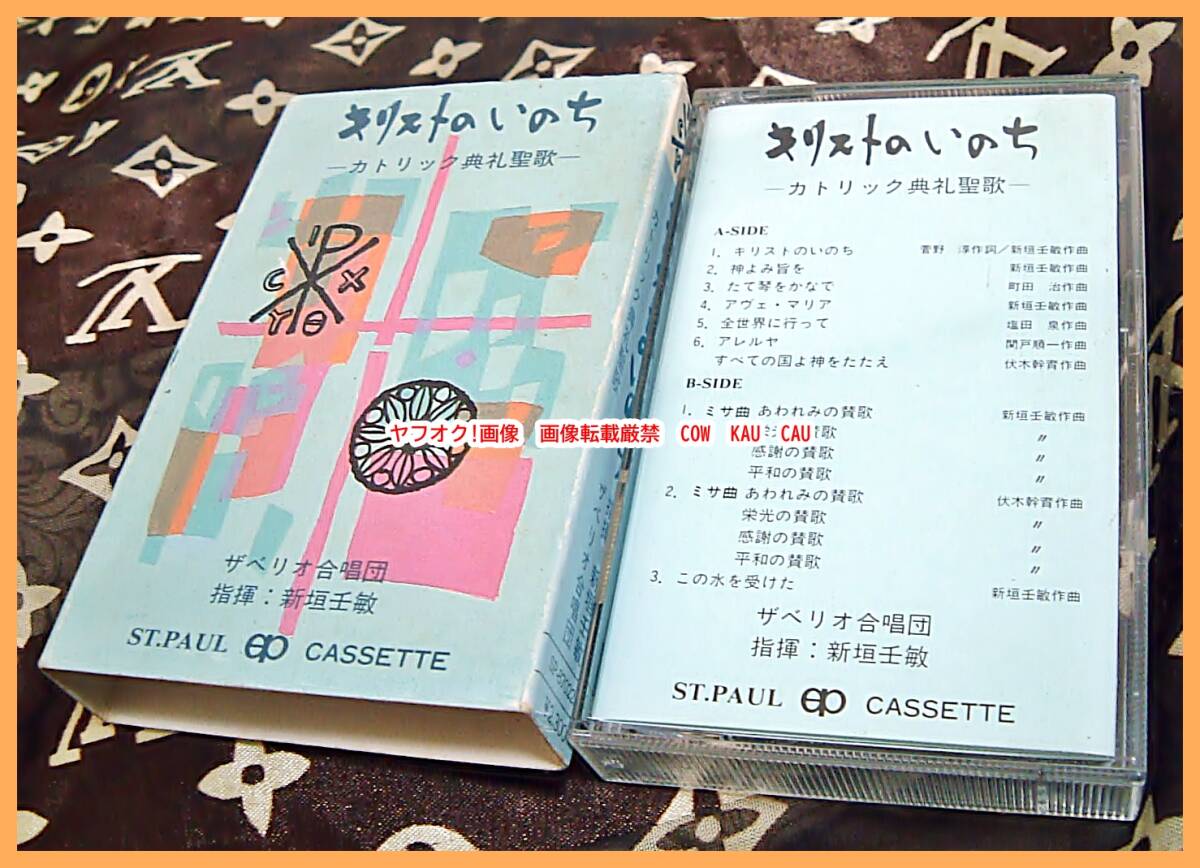 キリストのいのち
―カトリック典礼聖歌―
P
C X
T O
ザベリオ合唱団
指揮：新垣壬敏
ST.PAUL SP CASSETTE
キリストのいのち
―カトリック典礼聖歌―
A-SIDE
1. キリストのいのち 菅野 淳作詞／新垣壬敏作曲
2. 神よみ旨を 新垣壬敏作曲
3. たて琴をかなで 町田 治作曲
4. アヴェ・マリア 新垣壬敏作曲
5. 全世界に行って 塩田 泉作曲
6. アレルヤ 関戸順一作曲
すべての国よ神をたたえ 伏木幹育作曲
B-SIDE
1. ミサ曲 あわれみの賛歌 新垣壬敏作曲
賛歌 〃
感謝の賛歌 〃
平和の賛歌 〃
2. ミサ曲 あわれみの賛歌 伏木幹育作曲
栄光の賛歌 〃
感謝の賛歌 〃
平和の賛歌 〃
3. この水を受けた 新垣壬敏作曲
ザベリオ合唱団
指揮：新垣壬敏
ST.PAUL SP CASSETTE
ヤフオク!画像 画像転載厳禁 COW KAU CAU